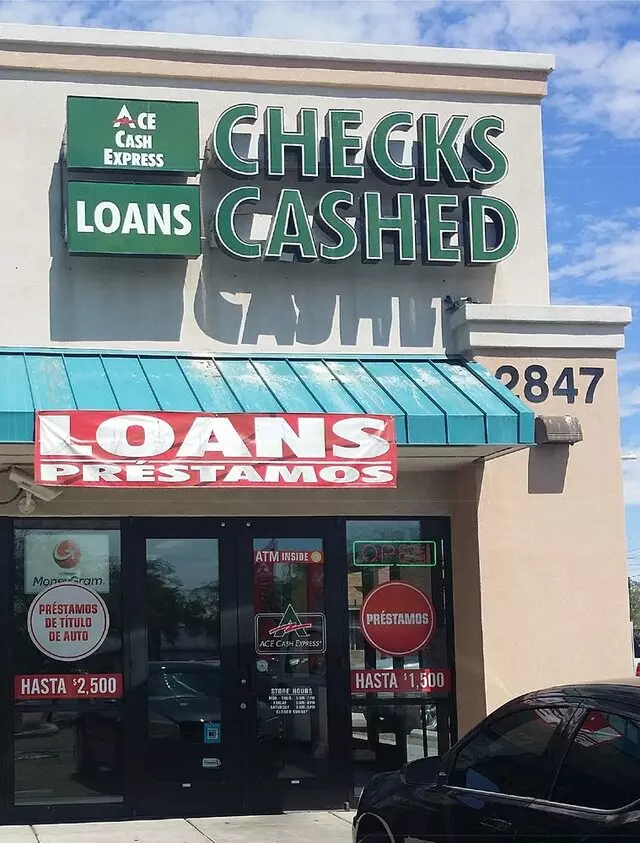 ACE
CASH
EXPRESS
LOANS
CHECKS
CASHED
2847
LOANS
PRÉSTAMOS
MoneyGram
PRÉSTAMOS
DE TÍTULO
DE AUTO
HASTA $2,500
ATM INSIDE
ACE CASH EXPRESS
STORE HOURS
OPEN
PRÉSTAMOS
HASTA $1,500